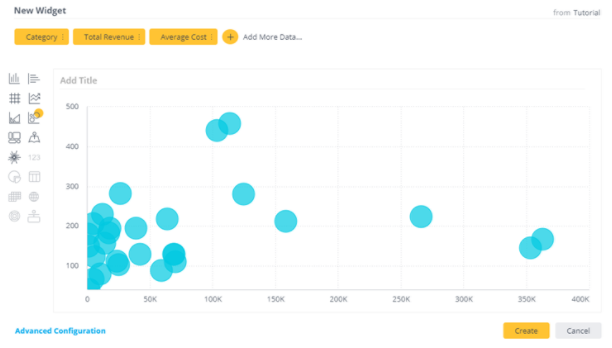 New Widget
from Tutorial
Category
Total Revenue
Average Cost
+ Add More Data...
123
Add Title
500
400
300
200
100
0 50K 100K 150K 200K 250K 300K 350K 400K
Advanced Configuration
Create
Cancel